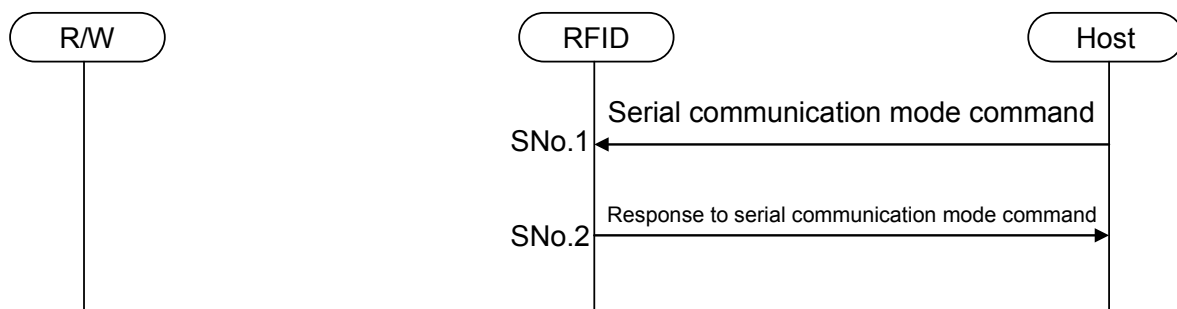 R/W
RFID
Host
Serial communication mode command
SNo.1
Response to serial communication mode command
SNo.2